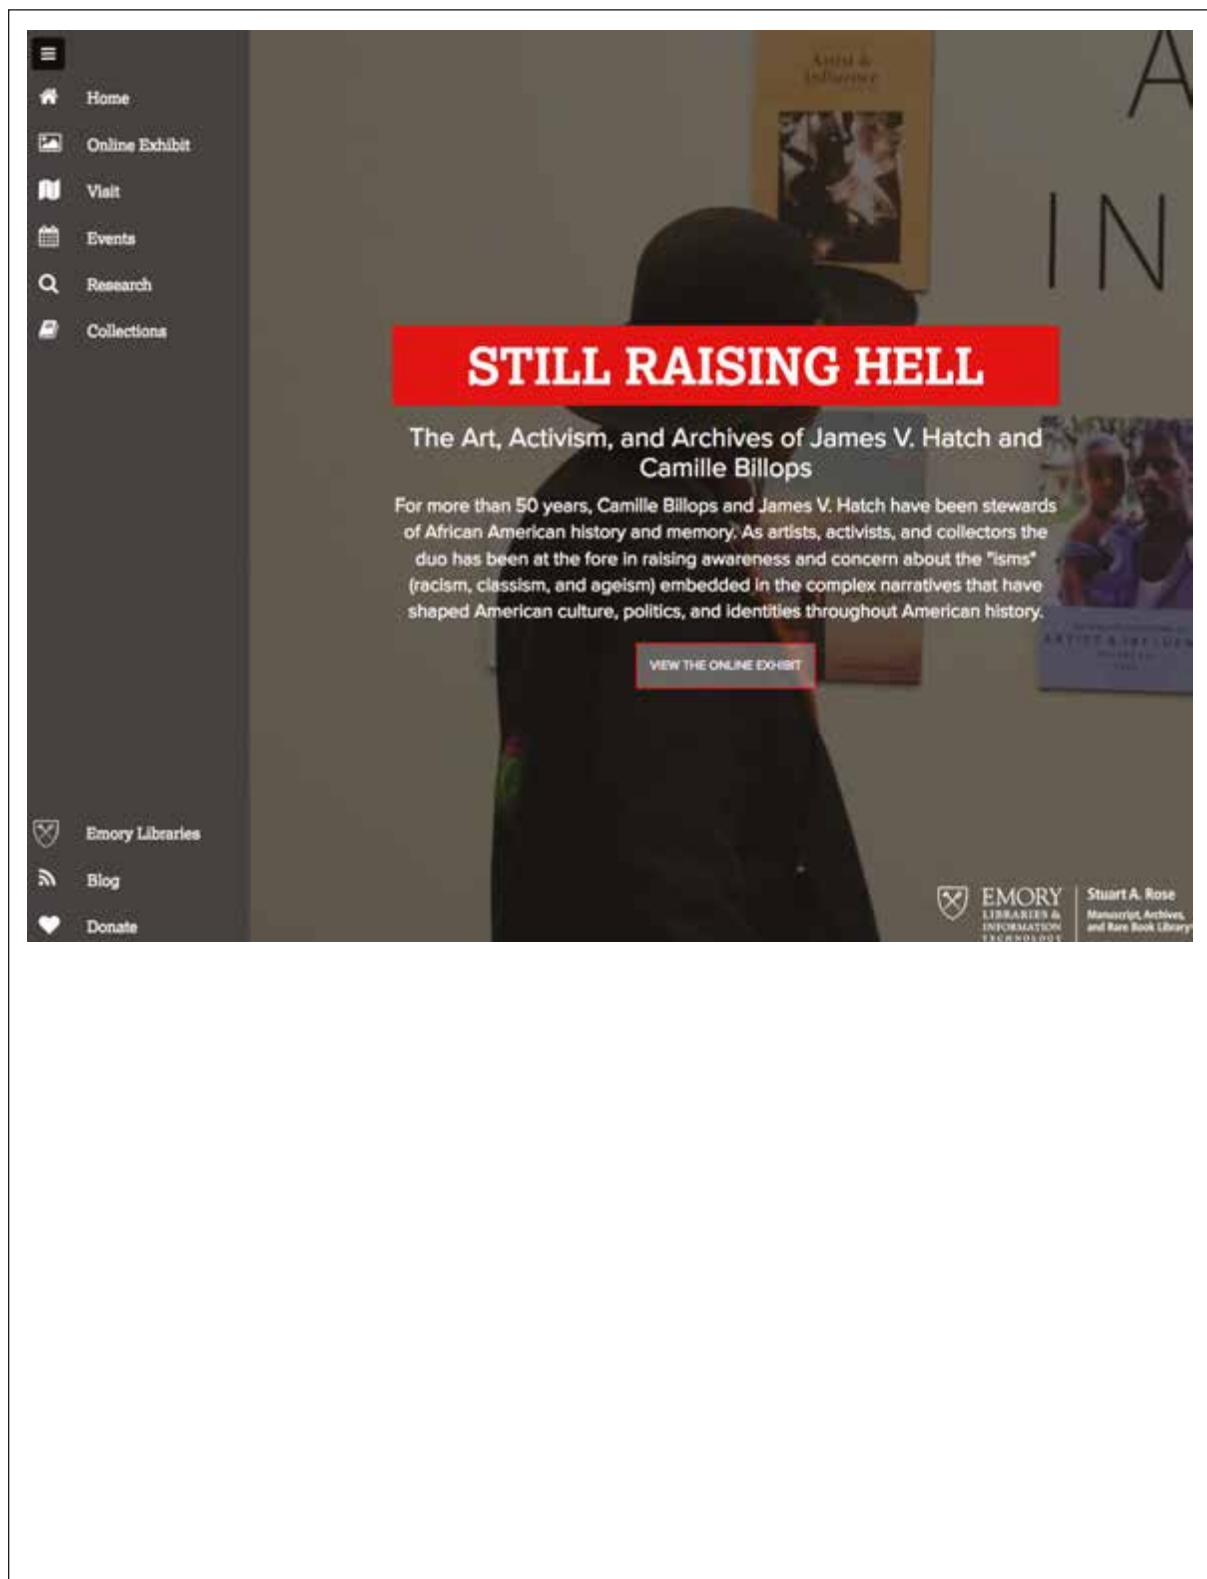 Home
Online Exhibit
Visit
Events
Research
Collections
Artist &
Influence
A
IN
STILL RAISING HELL
The Art, Activism, and Archives of James V. Hatch and
Camille Billops
For more than 50 years, Camille Billops and James V. Hatch have been stewards
of African American history and memory. As artists, activists, and collectors the
duo has been at the fore in raising awareness and concern about the "isms"
(racism, classism, and ageism) embedded in the complex narratives that have
shaped American culture, politics, and identities throughout American history.
ARTIST & INFLUEN
VIEW THE ONLINE EXHIBIT
Emory Libraries
Blog
Donate
EMORY
LIBRARIES &
INFORMATION
TECHNOLOGY
Stuart A. Rose
Manuscript, Archives,
and Rare Book Library